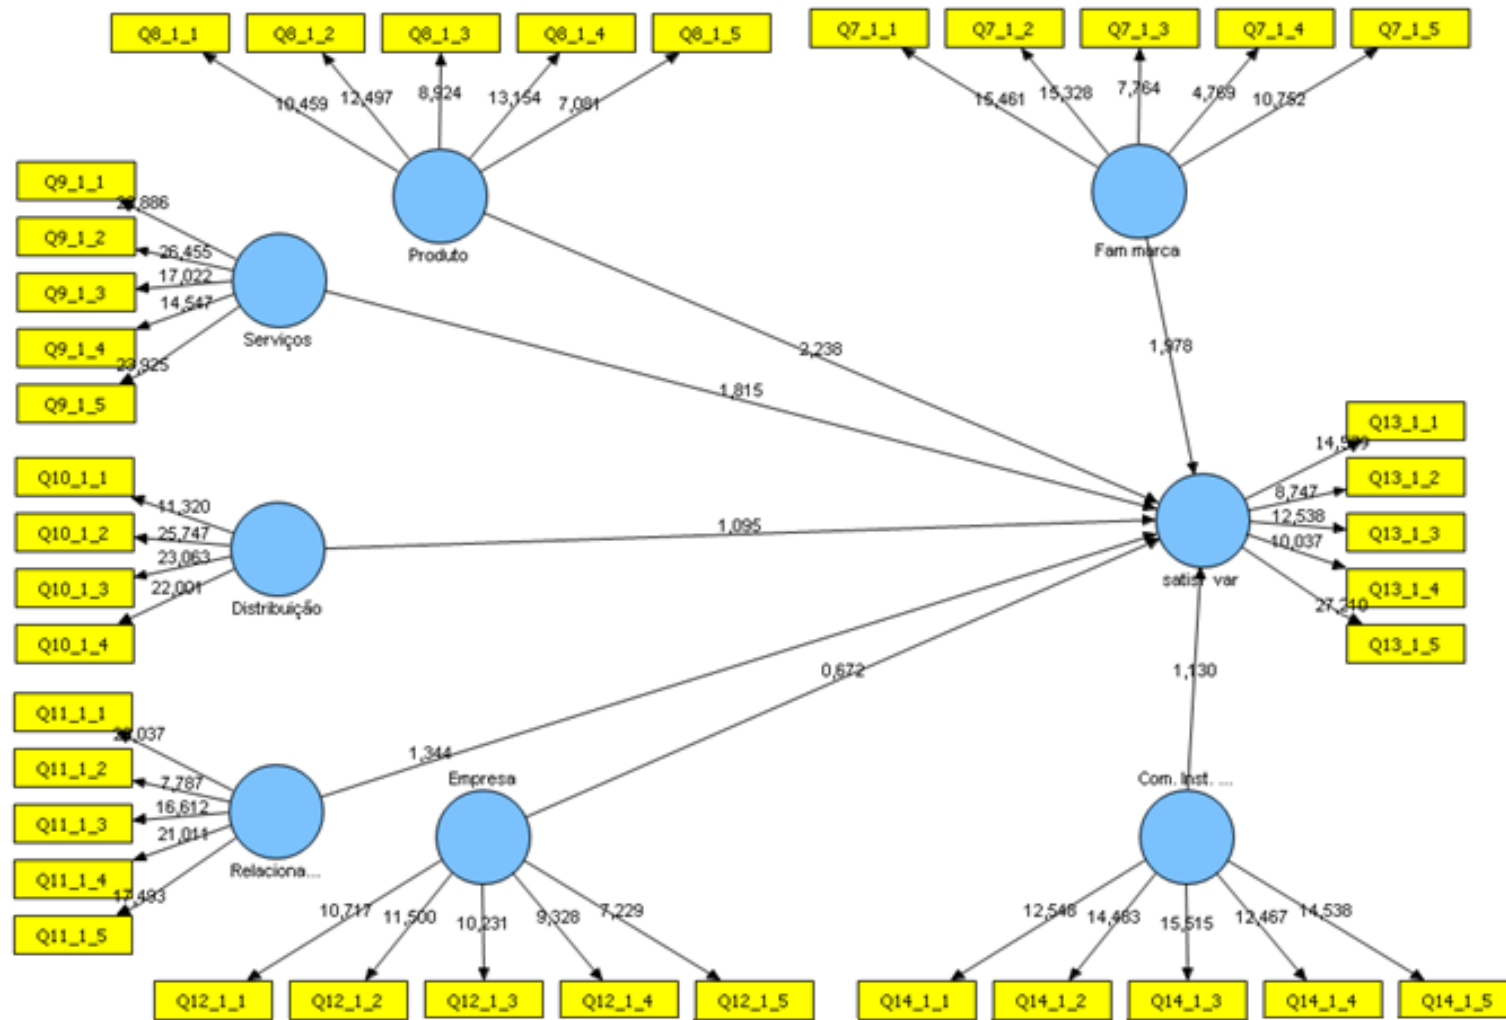 Q8_1_1
Q8_1_2
Q8_1_3
Q8_1_4
Q8_1_5
10,459
12,497
8,924
13,154
7,081
Produto
Q7_1_1
Q7_1_2
Q7_1_3
Q7_1_4
Q7_1_5
15,461
15,328
7,764
4,769
10,752
Fam marca
Q9_1_1
Q9_1_2
Q9_1_3
Q9_1_4
Q9_1_5
26,455
17,022
14,547
23,925
Serviços
2,238
1,815
1,978
Q10_1_1
Q10_1_2
Q10_1_3
Q10_1_4
41,320
25,747
23,063
22,001
Distribuição
1,095
Q13_1_1
Q13_1_2
Q13_1_3
Q13_1_4
Q13_1_5
8,747
12,538
10,037
27,210
satisf var
Q11_1_1
Q11_1_2
Q11_1_3
Q11_1_4
Q11_1_5
7,787
16,612
21,011
17,493
Relaciona...
1,344
0,672
1,130
Empresa
10,717
11,500
10,231
9,328
7,229
Q12_1_1
Q12_1_2
Q12_1_3
Q12_1_4
Q12_1_5
Com. Inst. ...
12,548
14,483
15,515
12,467
14,538
Q14_1_1
Q14_1_2
Q14_1_3
Q14_1_4
Q14_1_5